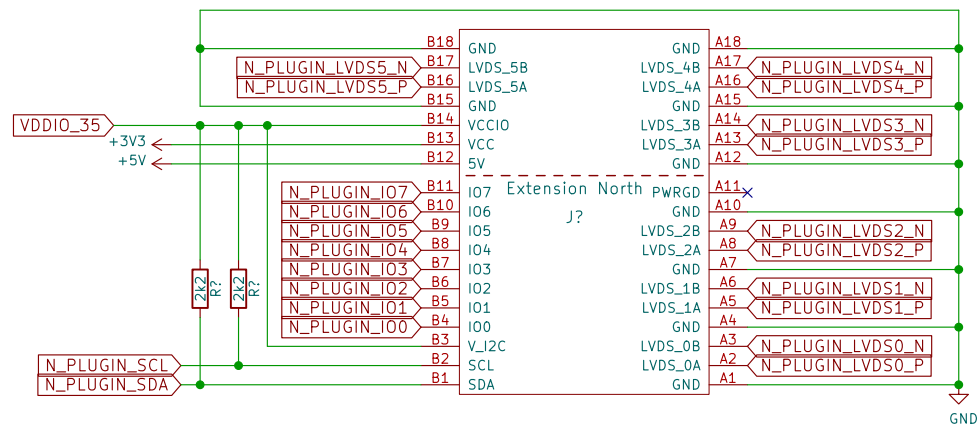 B18 GND GND A18
N_PLUGIN_LVDS5_N B17 LVDS_5B LVDS_4B A17 N_PLUGIN_LVDS4_N
N_PLUGIN_LVDS5_P B16 LVDS_5A LVDS_4A A16 N_PLUGIN_LVDS4_P
B15 GND GND A15
VDDIO_35 B14 VCCIO LVDS_3B A14 N_PLUGIN_LVDS3_N
+3V3 B13 VCC LVDS_3A A13 N_PLUGIN_LVDS3_P
+5V B12 5V GND A12
N_PLUGIN_IO7 B11 IO7 Extension North PWRGD A11
N_PLUGIN_IO6 B10 IO6 J? GND A10
N_PLUGIN_IO5 B9 IO5 LVDS_2B A9 N_PLUGIN_LVDS2_N
N_PLUGIN_IO4 B8 IO4 LVDS_2A A8 N_PLUGIN_LVDS2_P
N_PLUGIN_IO3 B7 IO3 GND A7
2k2 R? 2k2 R? N_PLUGIN_IO2 B6 IO2 LVDS_1B A6 N_PLUGIN_LVDS1_N
N_PLUGIN_IO1 B5 IO1 LVDS_1A A5 N_PLUGIN_LVDS1_P
N_PLUGIN_IO0 B4 IO0 GND A4
B3 V_I2C LVDS_0B A3 N_PLUGIN_LVDS0_N
N_PLUGIN_SCL B2 SCL LVDS_0A A2 N_PLUGIN_LVDS0_P
N_PLUGIN_SDA B1 SDA GND A1
GND